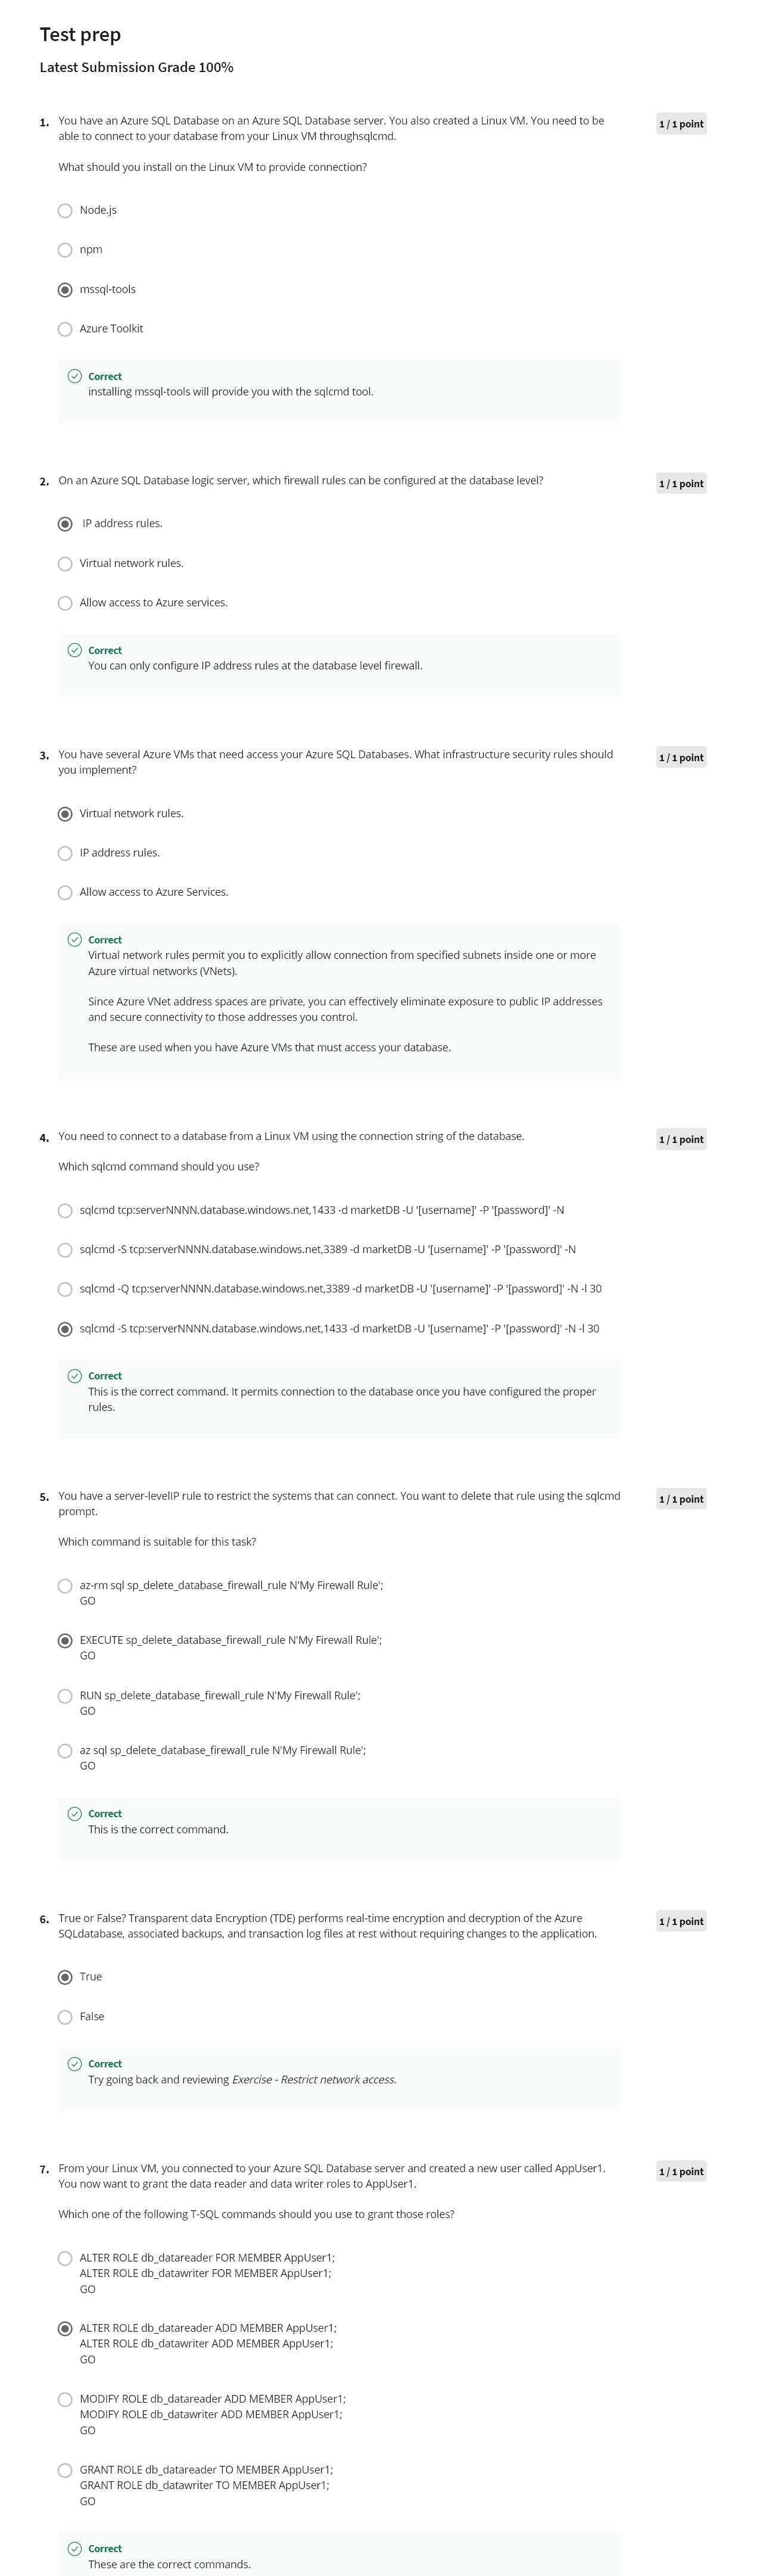 Test prep
Latest Submission Grade 100%
1. You have an Azure SQL Database on an Azure SQL Database server. You also created a Linux VM. You need to be
able to connect to your database from your Linux VM throughsqlcmd.
1 / 1 point
What should you install on the Linux VM to provide connection?
Node.js
npm
mssql-tools
Azure Toolkit
Correct
installing mssql-tools will provide you with the sqlcmd tool.
2. On an Azure SQL Database logic server, which firewall rules can be configured at the database level?
1 / 1 point
IP address rules.
Virtual network rules.
Allow access to Azure services.
Correct
You can only configure IP address rules at the database level firewall.
3. You have several Azure VMs that need access your Azure SQL Databases. What infrastructure security rules should
you implement?
1 / 1 point
Virtual network rules.
IP address rules.
Allow access to Azure Services.
Correct
Virtual network rules permit you to explicitly allow connection from specified subnets inside one or more
Azure virtual networks (VNets).
Since Azure VNet address spaces are private, you can effectively eliminate exposure to public IP addresses
and secure connectivity to those addresses you control.
These are used when you have Azure VMs that must access your database.
4. You need to connect to a database from a Linux VM using the connection string of the database.
1 / 1 point
Which sqlcmd command should you use?
sqlcmd tcp:serverNNNN.database.windows.net,1433 -d marketDB -U '[username]' -P '[password]' -N
sqlcmd -S tcp:serverNNNN.database.windows.net,3389 -d marketDB -U '[username]' -P '[password]' -N
sqlcmd -Q tcp:serverNNNN.database.windows.net,3389 -d marketDB -U '[username]' -P '[password]' -N -l 30
sqlcmd -S tcp:serverNNNN.database.windows.net,1433 -d marketDB -U '[username]' -P '[password]' -N -l 30
Correct
This is the correct command. It permits connection to the database once you have configured the proper
rules.
5. You have a server-levelIP rule to restrict the systems that can connect. You want to delete that rule using the sqlcmd
prompt.
1 / 1 point
Which command is suitable for this task?
az-rm sql sp_delete_database_firewall_rule N'My Firewall Rule';
GO
EXECUTE sp_delete_database_firewall_rule N'My Firewall Rule';
GO
RUN sp_delete_database_firewall_rule N'My Firewall Rule';
GO
az sql sp_delete_database_firewall_rule N'My Firewall Rule';
GO
Correct
This is the correct command.
6. True or False? Transparent data Encryption (TDE) performs real-time encryption and decryption of the Azure
SQLdatabase, associated backups, and transaction log files at rest without requiring changes to the application.
1 / 1 point
True
False
Correct
Try going back and reviewing Exercise - Restrict network access.
7. From your Linux VM, you connected to your Azure SQL Database server and created a new user called AppUser1.
You now want to grant the data reader and data writer roles to AppUser1.
1 / 1 point
Which one of the following T-SQL commands should you use to grant those roles?
ALTER ROLE db_datareader FOR MEMBER AppUser1;
ALTER ROLE db_datawriter FOR MEMBER AppUser1;
GO
ALTER ROLE db_datareader ADD MEMBER AppUser1;
ALTER ROLE db_datawriter ADD MEMBER AppUser1;
GO
MODIFY ROLE db_datareader ADD MEMBER AppUser1;
MODIFY ROLE db_datawriter ADD MEMBER AppUser1;
GO
GRANT ROLE db_datareader TO MEMBER AppUser1;
GRANT ROLE db_datawriter TO MEMBER AppUser1;
GO
Correct
These are the correct commands.